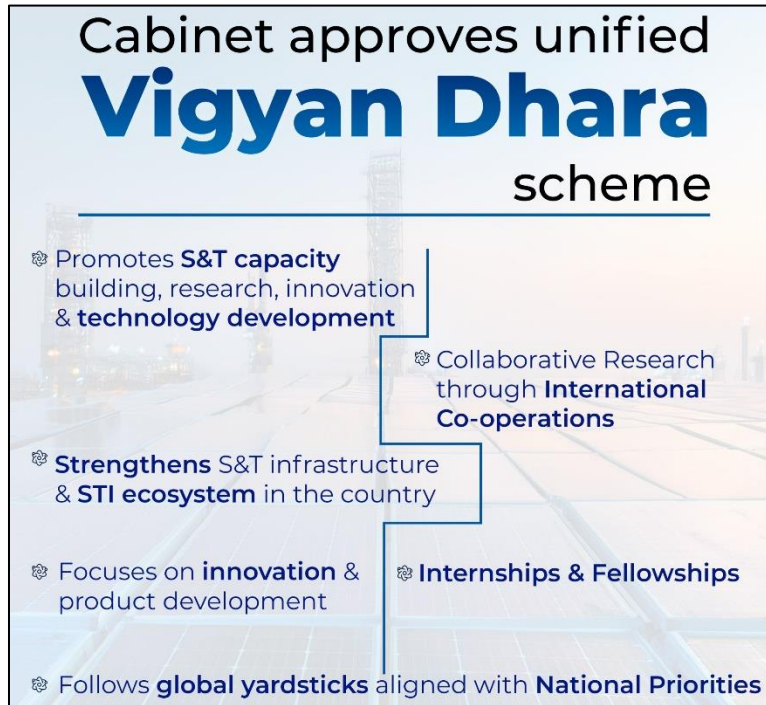 Cabinet approves unified
Vigyan Dhara
scheme
Promotes S&T capacity
building, research, innovation
& technology development
Collaborative Research
through International
Co-operations
Strengthens S&T infrastructure
& STI ecosystem in the country
Focuses on innovation &
product development
Internships & Fellowships
Follows global yardsticks aligned with National Priorities